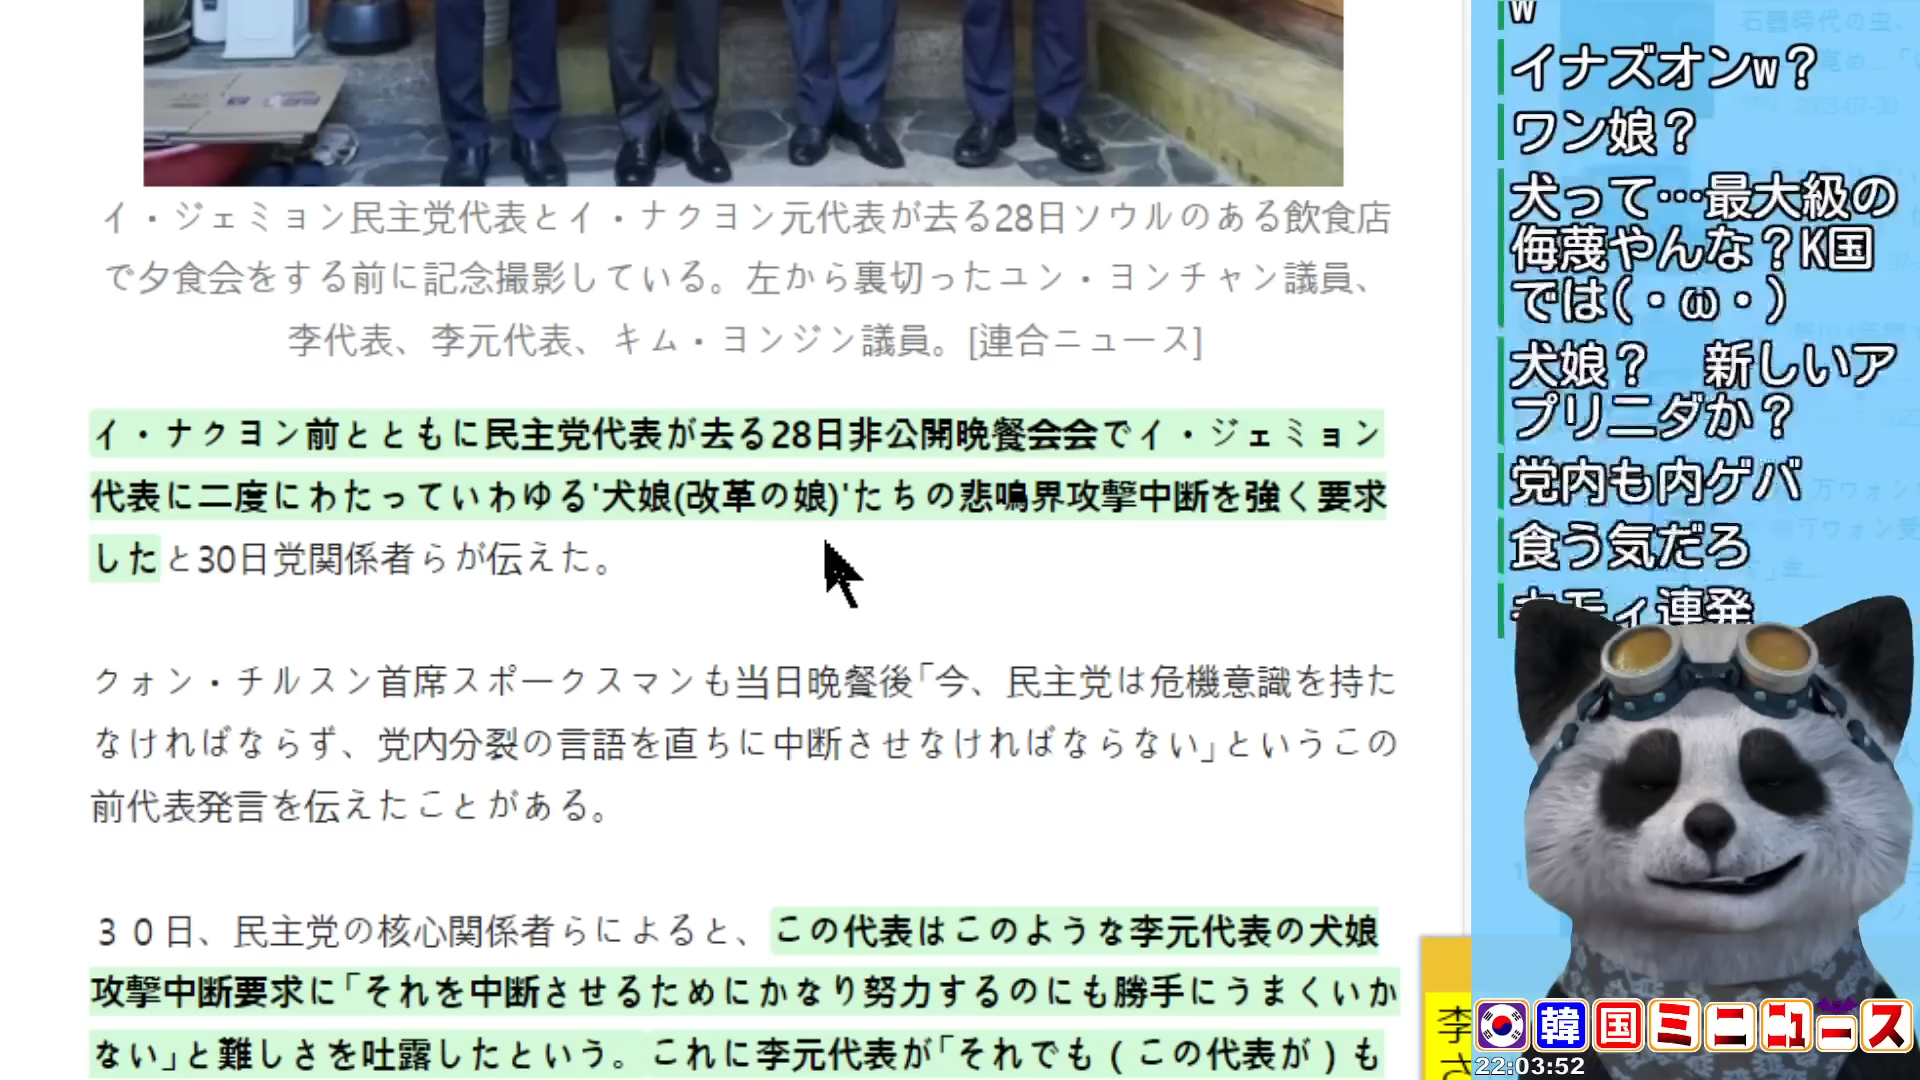 イ・ジェミョン民主党代表とイ・ナクヨン元代表が去る28日ソウルのある飲食店
で夕食会をする前に記念撮影している。左から裏切ったユン・ヨンチャン議員、
李代表、李元代表、キム・ヨンジン議員。[連合ニュース]
イ・ナクヨン前とともに民主党代表が去る28日非公開晩餐会会でイ・ジェミョン
代表に二度にわたっていわゆる'犬娘(改革の娘)'たちの悲鳴界攻撃中断を強く要求
したと30日党関係者らが伝えた。
クォン・チルスン首席スポークスマンも当日晩餐後「今、民主党は危機意識を持た
なければならず、党内分裂の言語を直ちに中断させなければならない」というこの
前代表発言を伝えたことがある。
３０日、民主党の核心関係者らによると、この代表はこのような李元代表の犬娘
攻撃中断要求に「それを中断させるためにかなり努力するのにも勝手にうまくいか
ない」と難しさを吐露したという。これに李元代表が「それでも（この代表が）も
w
イナズオンw？
ワン娘？
犬って…最大級の
侮蔑やんな？K国
では(・ω・)
犬娘？　新しいア
プリニダか？
党内も内ゲバ
食う気だろ
キモィ連発
李
さ
韓国ミニニュース
22:03:52